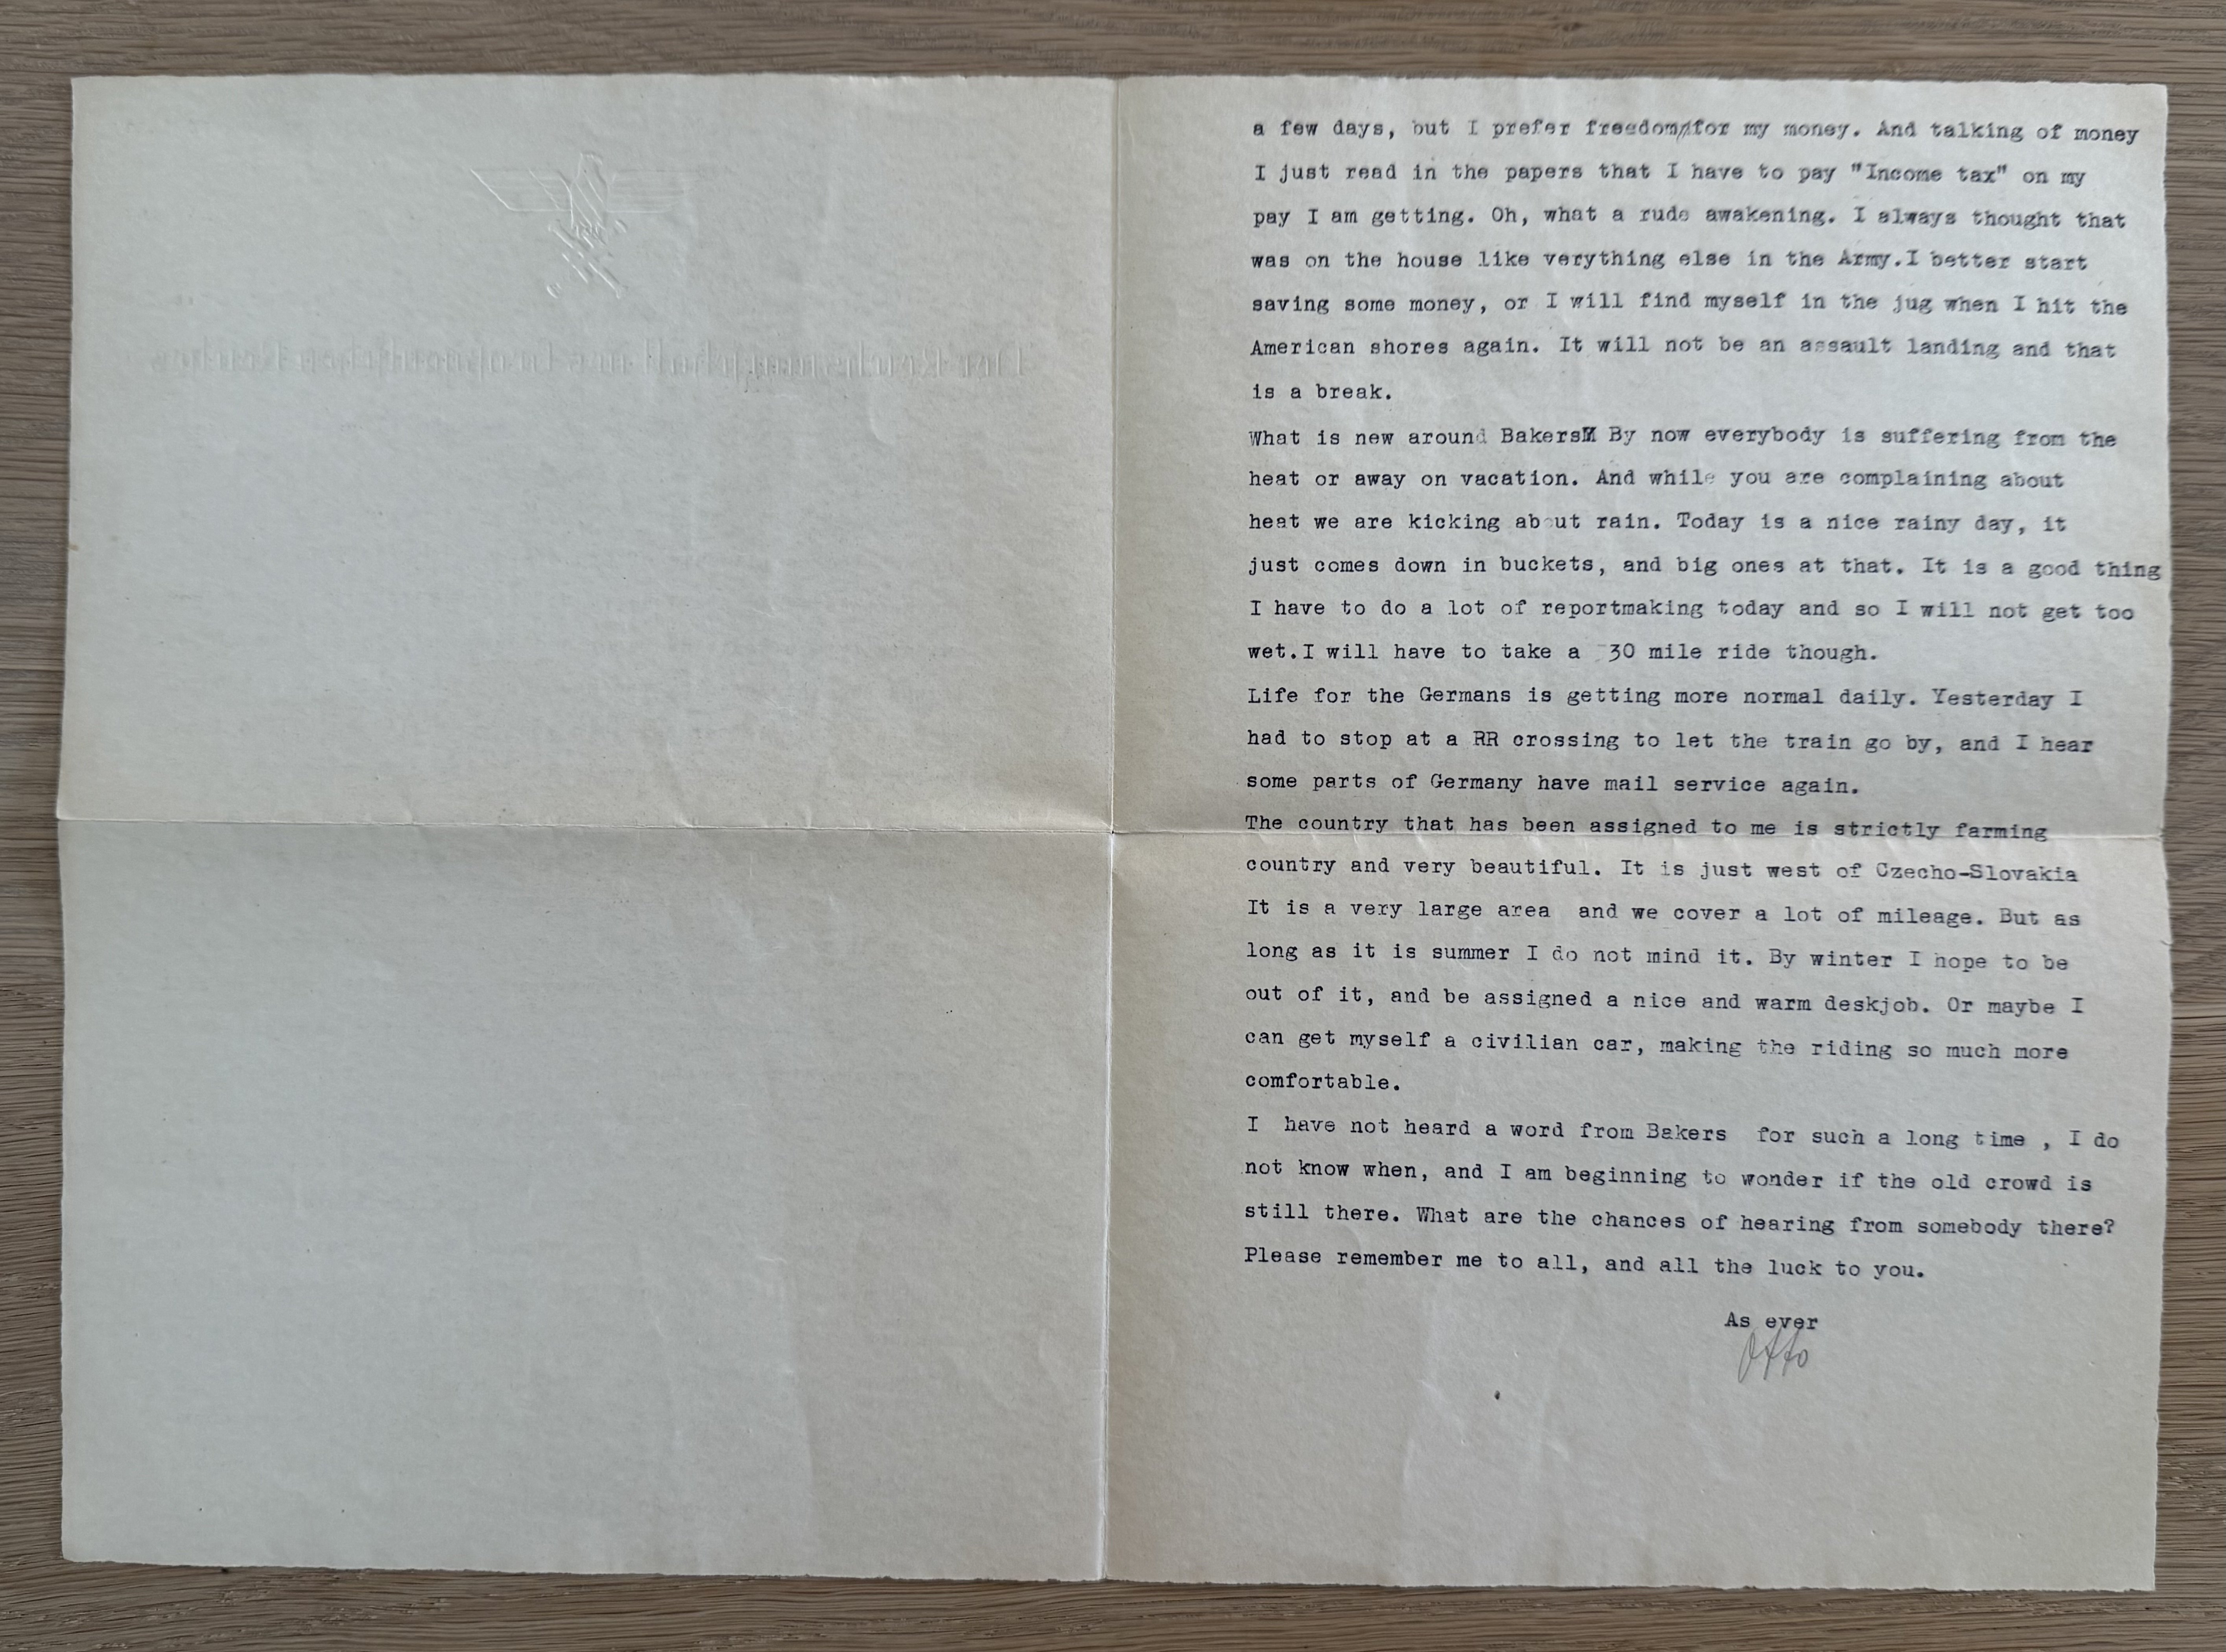 Der Reichsmarschall des Großdeutschen Reiches
a few days, but I prefer freedom/for my money. And talking of money
I just read in the papers that I have to pay "Income tax" on my
pay I am getting. Oh, what a rude awakening. I always thought that
was on the house like verything else in the Army.I better start
saving some money, or I will find myself in the jug when I hit the
American shores again. It will not be an assault landing and that
is a break.
What is new around Bakers By now everybody is suffering from the
heat or away on vacation. And while you are complaining about
heat we are kicking about rain. Today is a nice rainy day, it
just comes down in buckets, and big ones at that. It is a good thing
I have to do a lot of reportmaking today and so I will not get too
wet.I will have to take a 30 mile ride though.
Life for the Germans is getting more normal daily. Yesterday I
had to stop at a RR crossing to let the train go by, and I hear
some parts of Germany have mail service again.
The country that has been assigned to me is strictly farming
country and very beautiful. It is just west of Czecho-Slovakia
It is a very large area and we cover a lot of mileage. But as
long as it is summer I do not mind it. By winter I hope to be
out of it, and be assigned a nice and warm deskjob. Or maybe I
can get myself a civilian car, making the riding so much more
comfortable.
I have not heard a word from Bakers for such a long time , I do
not know when, and I am beginning to wonder if the old crowd is
still there. What are the chances of hearing from somebody there?
Please remember me to all, and all the luck to you.
As ever
Otto